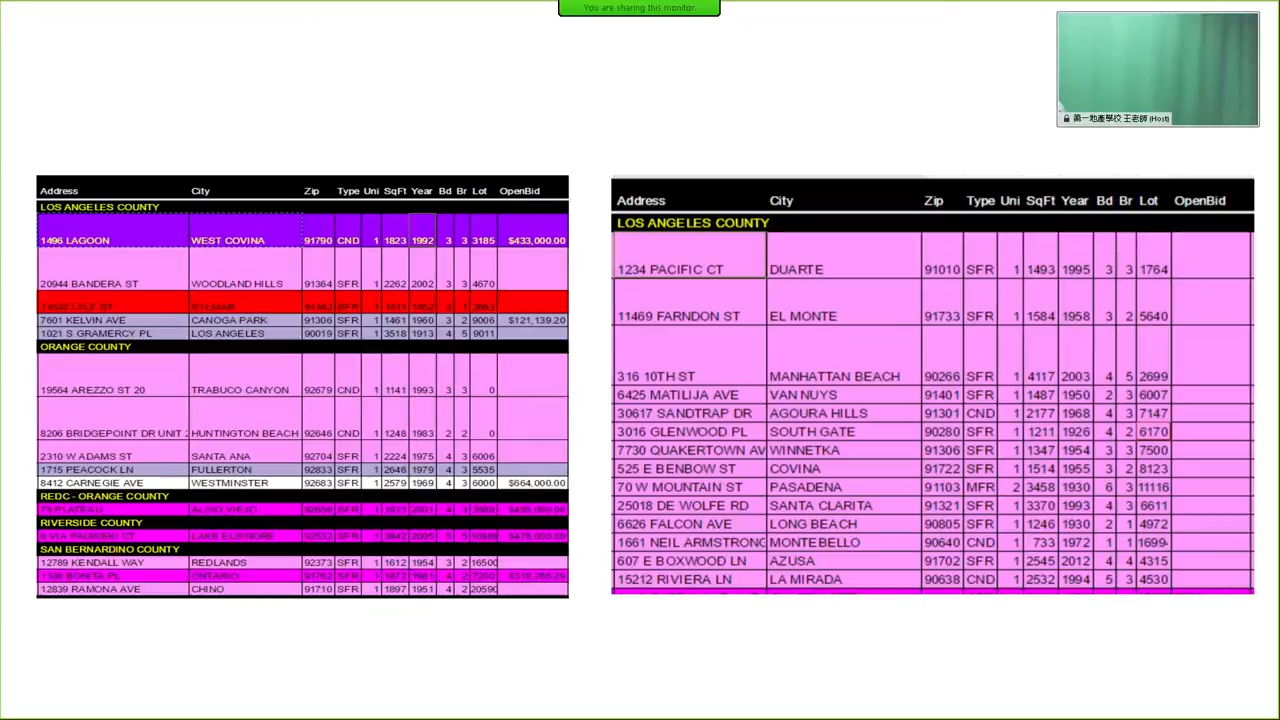 You are sharing this monitor.
第一地產學校 王老師 (Host)
Address City Zip Type Uni SqFt Year Bd Br Lot OpenBid
LOS ANGELES COUNTY
1496 LAGOON WEST COVINA 91790 CND 1 1823 1992 3 3 3185 $433,000.00
20944 BANDERA ST WOODLAND HILLS 91364 SFR 1 2262 2002 3 3 4670
7601 KELVIN AVE CANOGA PARK 91306 SFR 1 1461 1960 3 2 9006 $121,139.20
1021 S GRAMERCY PL LOS ANGELES 90019 SFR 1 3518 1913 4 5 9011
ORANGE COUNTY
19564 AREZZO ST 20 TRABUCO CANYON 92679 CND 1 1141 1993 3 3 0
8206 BRIDGEPOINT DR UNIT 2 HUNTINGTON BEACH 92646 CND 1 1248 1983 2 2 0
2310 W ADAMS ST SANTA ANA 92704 SFR 1 2224 1975 4 3 6006
1715 PEACOCK LN FULLERTON 92833 SFR 1 2646 1979 4 3 5535
8412 CARNEGIE AVE WESTMINSTER 92683 SFR 1 2579 1969 4 3 6000 $664,000.00
REDC - ORANGE COUNTY
ALISO VIEJO
RIVERSIDE COUNTY
LAKE ELSINORE
SAN BERNARDINO COUNTY
12789 KENDALL WAY REDLANDS 92373 SFR 1 1612 1954 3 2 16500
BONITA PL ONTARIO 91762 SFR 1
12839 RAMONA AVE CHINO 91710 SFR 1 1897 1951 4 2 20590
Address City Zip Type Uni SqFt Year Bd Br Lot OpenBid
LOS ANGELES COUNTY
1234 PACIFIC CT DUARTE 91010 SFR 1 1493 1995 3 3 1764
11469 FARNDON ST EL MONTE 91733 SFR 1 1584 1958 3 2 5640
316 10TH ST MANHATTAN BEACH 90266 SFR 1 4117 2003 4 5 2699
6425 MATILIJA AVE VAN NUYS 91401 SFR 1 1487 1950 2 3 6007
30617 SANDTRAP DR AGOURA HILLS 91301 CND 1 2177 1968 4 3 7147
3016 GLENWOOD PL SOUTH GATE 90280 SFR 1 1211 1926 4 2 6170
7730 QUAKERTOWN AV WINNETKA 91306 SFR 1 1347 1954 3 3 7500
525 E BENBOW ST COVINA 91722 SFR 1 1514 1955 3 2 8123
70 W MOUNTAIN ST PASADENA 91103 MFR 2 3458 1930 6 3 11116
25018 DE WOLFE RD SANTA CLARITA 91321 SFR 1 3370 1993 4 3 6611
6626 FALCON AVE LONG BEACH 90805 SFR 1 1246 1930 2 1 4972
1661 NEIL ARMSTRONG MONTEBELLO 90640 CND 1 733 1972 1 1 1699
607 E BOXWOOD LN AZUSA 91702 SFR 1 2545 2012 4 4 4315
15212 RIVIERA LN LA MIRADA 90638 CND 1 2532 1994 5 3 4530